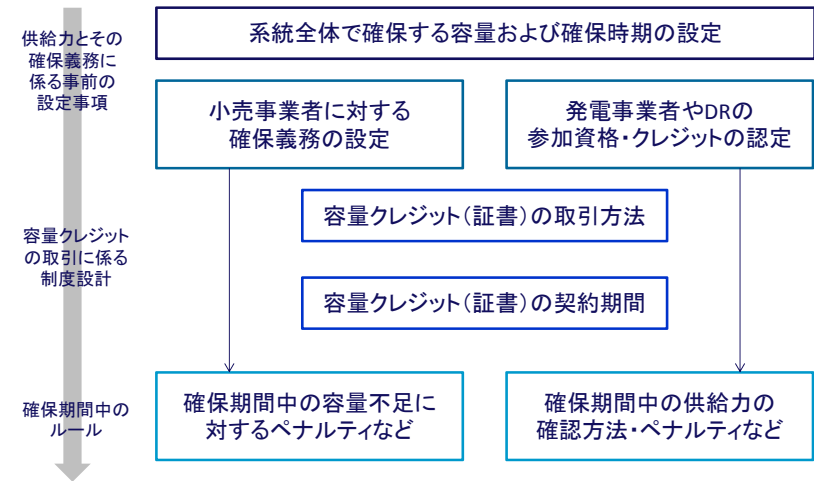 系統全体で確保する容量および確保時期の設定
供給力とその
確保義務に
係る事前の
設定事項
小売事業者に対する
確保義務の設定
発電事業者やDRの
参加資格・クレジットの認定
容量クレジット（証書）の取引方法
容量クレジット
の取引に係る
制度設計
容量クレジット（証書）の契約期間
確保期間中の
ルール
確保期間中の容量不足に
対するペナルティなど
確保期間中の供給力の
確認方法・ペナルティなど